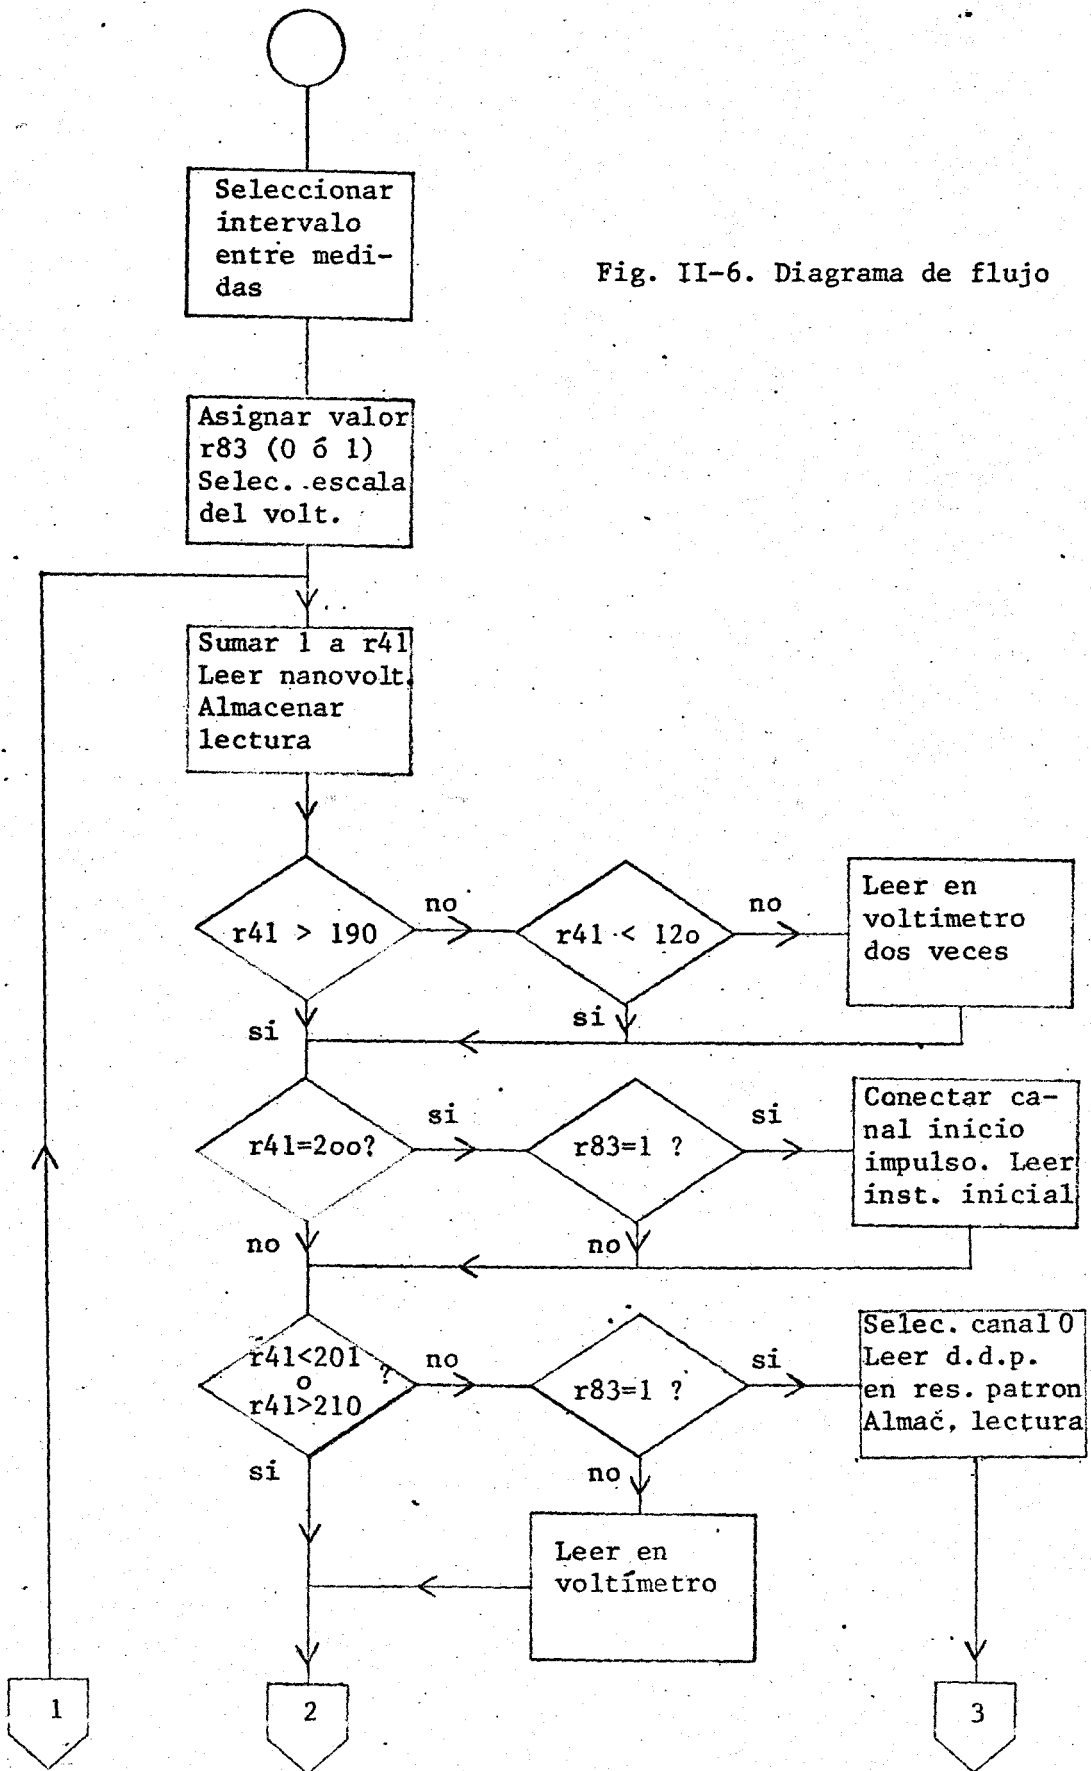 Seleccionar
intervalo
entre medi-
das
Fig. II-6. Diagrama de flujo
Asignar valor
r83 (0 ó 1)
Selec. escala
del volt.
Sumar 1 a r41
Leer nanovolt.
Almacenar
lectura
r41 > 190
no
r41 < 12o
no
Leer en
voltimetro
dos veces
si
si
r41=2oo?
si
r83=1 ?
si
Conectar ca-
nal inicio
impulso. Leer
inst. inicial
no
no
r41<201
o
r41>210
?
no
r83=1 ?
si
Selec. canal 0
Leer d.d.p.
en res. patron
Almac. lectura
si
no
Leer en
voltímetro
1
2
3